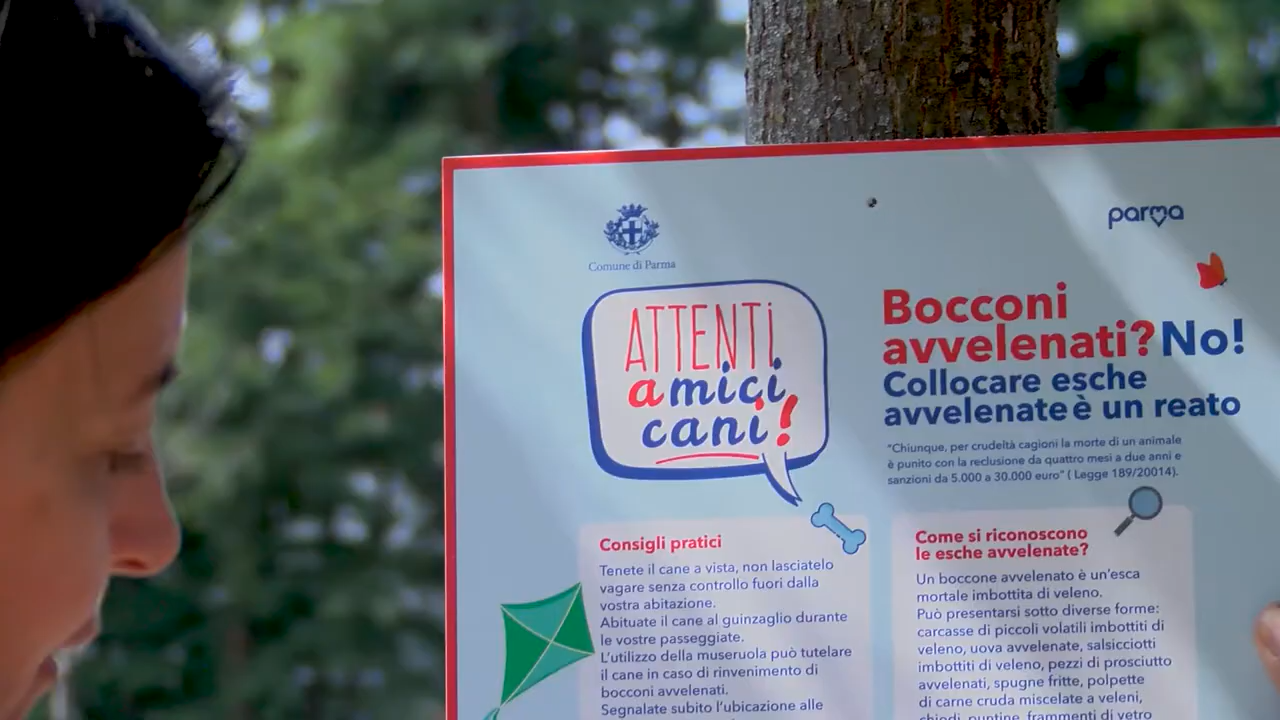 Comune di Parma
parma
ATTENTi
amici
cani!
Bocconi
avvelenati? No!
Collocare esche
avvelenate è un reato
"Chiunque, per crudeltà cagioni la morte di un animale
è punito con la reclusione da quattro mesi a due anni e
sanzioni da 5.000 a 30.000 euro" ( Legge 189/20014).
Consigli pratici
Tenete il cane a vista, non lasciatelo
vagare senza controllo fuori dalla
vostra abitazione.
Abituate il cane al guinzaglio durante
le vostre passeggiate.
L'utilizzo della museruola può tutelare
il cane in caso di rinvenimento di
bocconi avvelenati.
Segnalate subito l'ubicazione alle
Come si riconoscono
le esche avvelenate?
Un boccone avvelenato è un'esca
mortale imbottita di veleno.
Può presentarsi sotto diverse forme:
carcasse di piccoli volatili imbottiti di
veleno, uova avvelenate, salsicciotti
imbottiti di veleno, pezzi di prosciutto
avvelenati, spugne fritte, polpette
di carne cruda miscelate a veleni,
chiodi, puntine, frammenti di vetro